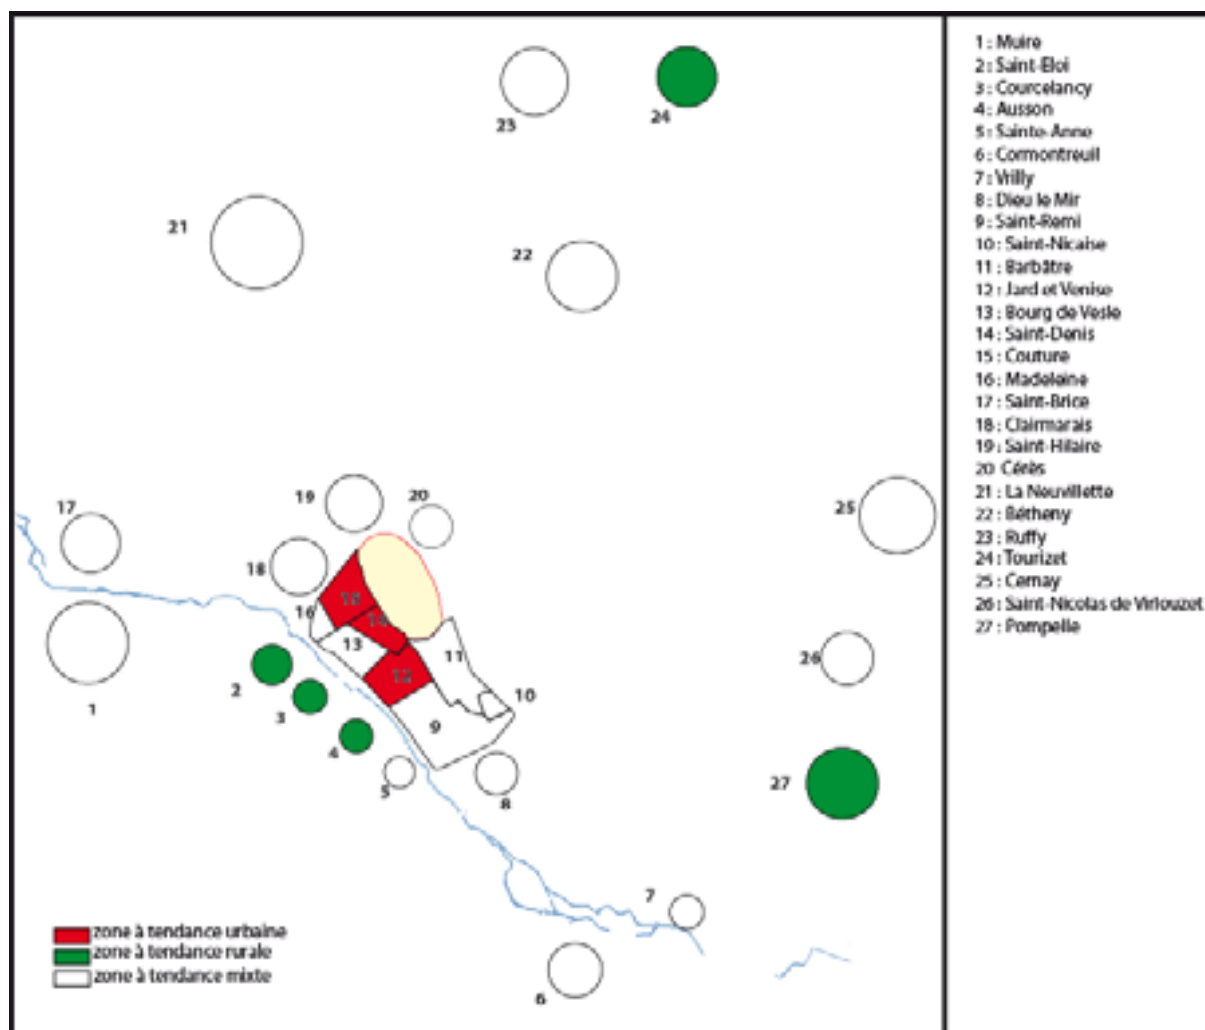 23
24
21
22
19
20
17
25
18
15
16
14
13
11
26
12
2
10
3
1
9
4
27
5
8
7
6
zone à tendance urbaine
zone à tendance rurale
zone à tendance mixte
1 : Muire
2 : Saint-Eloi
3 : Courcelancy
4 : Ausson
5 : Sainte-Anne
6 : Cormontreuil
7 : Vrilly
8 : Dieu le Mir
9 : Saint-Remi
10 : Saint-Nicaise
11 : Barbâtre
12 : Jard et Venise
13 : Bourg de Vesle
14 : Saint-Denis
15 : Couture
16 : Madeleine
17 : Saint-Brice
18 : Clairmarais
19 : Saint-Hilaire
20 Cérès
21 : La Neuvillette
22 : Bétheny
23 : Ruffy
24 : Tourizet
25 : Cernay
26 : Saint-Nicolas de Virlouzet
27 : Pompelle